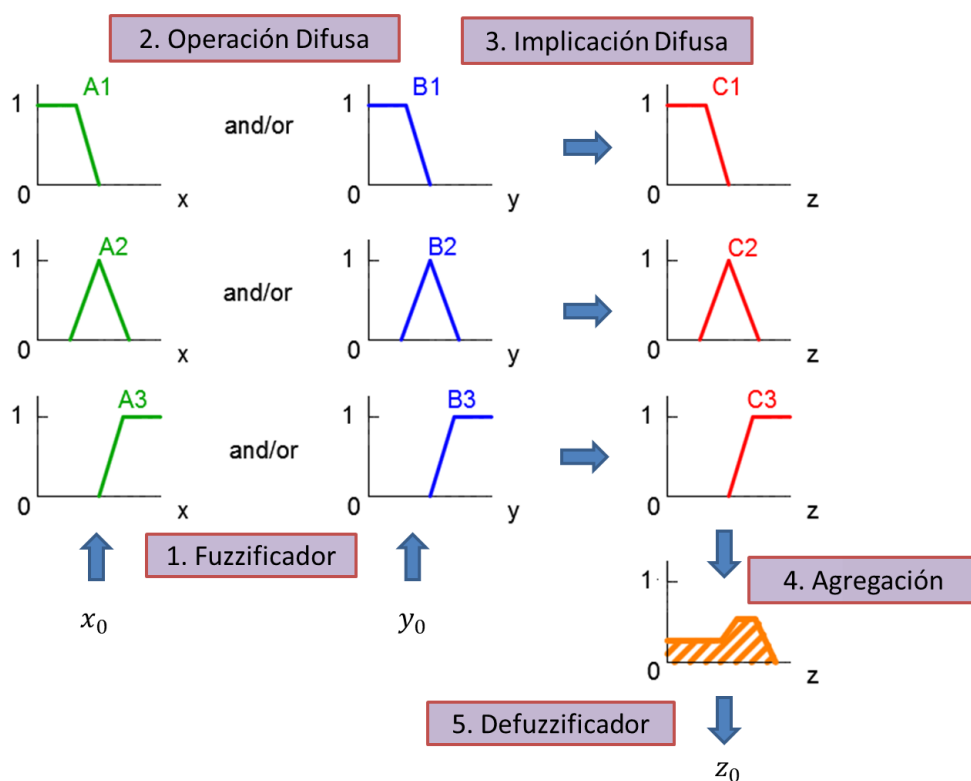 2. Operación Difusa
3. Implicación Difusa
A1
B1
C1
1
and/or
1
1
0
x
0
y
0
z
A2
B2
C2
1
and/or
1
1
0
x
0
y
0
z
A3
B3
C3
1
and/or
1
1
0
x
0
y
0
z
1. Fuzzificador
x₀
y₀
1
4. Agregación
0
z
5. Defuzzificador
z₀